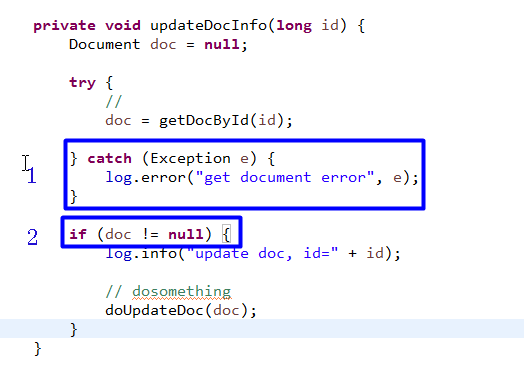 private void updateDocInfo(long id) {
Document doc = null;
try {
//
doc = getDocById(id);
1 } catch (Exception e) {
log.error("get document error", e);
}
2 if (doc != null) {
log.info("update doc, id=" + id);
// dosomething
doUpdateDoc(doc);
}
}